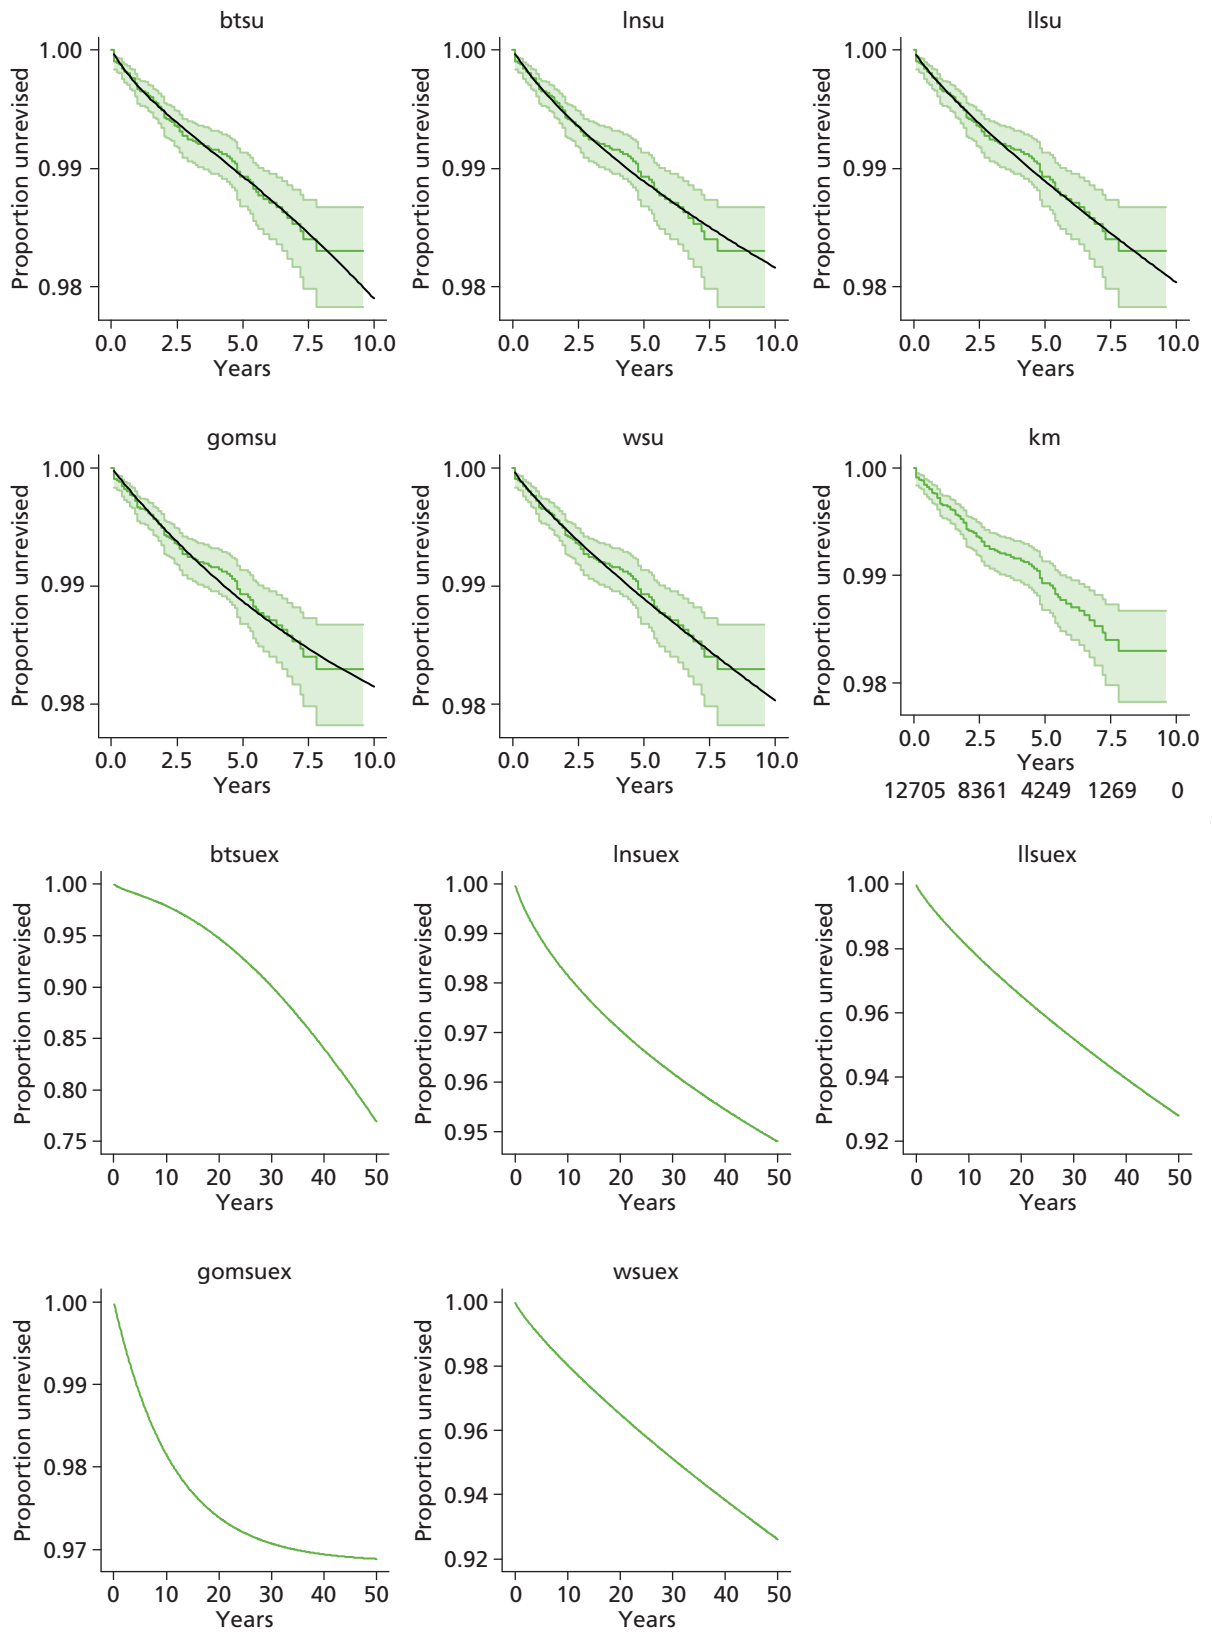 btsu
Proportion unrevised
1.00
0.99
0.98
0.0 2.5 5.0 7.5 10.0
Years
lnsu
Proportion unrevised
1.00
0.99
0.98
0.0 2.5 5.0 7.5 10.0
Years
llsu
Proportion unrevised
1.00
0.99
0.98
0.0 2.5 5.0 7.5 10.0
Years
gomsu
Proportion unrevised
1.00
0.99
0.98
0.0 2.5 5.0 7.5 10.0
Years
wsu
Proportion unrevised
1.00
0.99
0.98
0.0 2.5 5.0 7.5 10.0
Years
km
Proportion unrevised
1.00
0.99
0.98
0.0 2.5 5.0 7.5 10.0
Years
12705 8361 4249 1269 0
btsuex
Proportion unrevised
1.00
0.95
0.90
0.85
0.80
0.75
0 10 20 30 40 50
Years
lnsuex
Proportion unrevised
1.00
0.99
0.98
0.97
0.96
0.95
0 10 20 30 40 50
Years
llsuex
Proportion unrevised
1.00
0.98
0.96
0.94
0.92
0 10 20 30 40 50
Years
gomsuex
Proportion unrevised
1.00
0.99
0.98
0.97
0 10 20 30 40 50
Years
wsuex
Proportion unrevised
1.00
0.98
0.96
0.94
0.92
0 10 20 30 40 50
Years